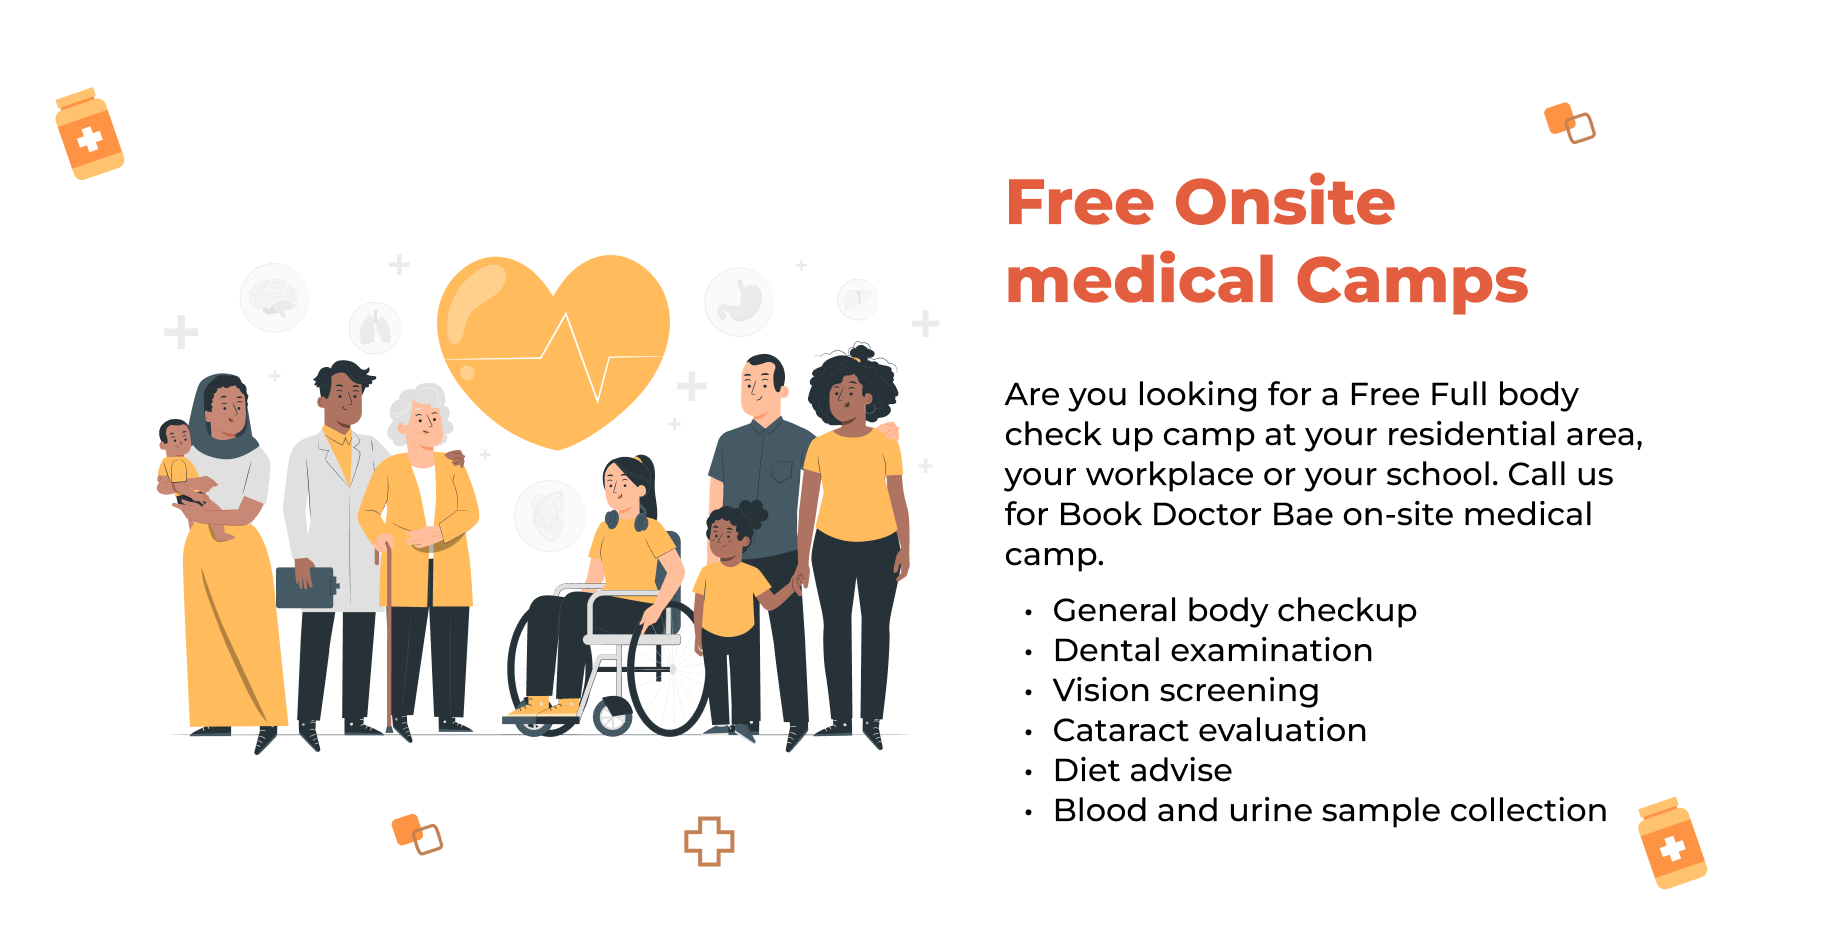 Free Onsite
medical Camps
Are you looking for a Free Full body
check up camp at your residential area,
your workplace or your school. Call us
for Book Doctor Bae on-site medical
camp.
• General body checkup
• Dental examination
• Vision screening
• Cataract evaluation
• Diet advise
• Blood and urine sample collection